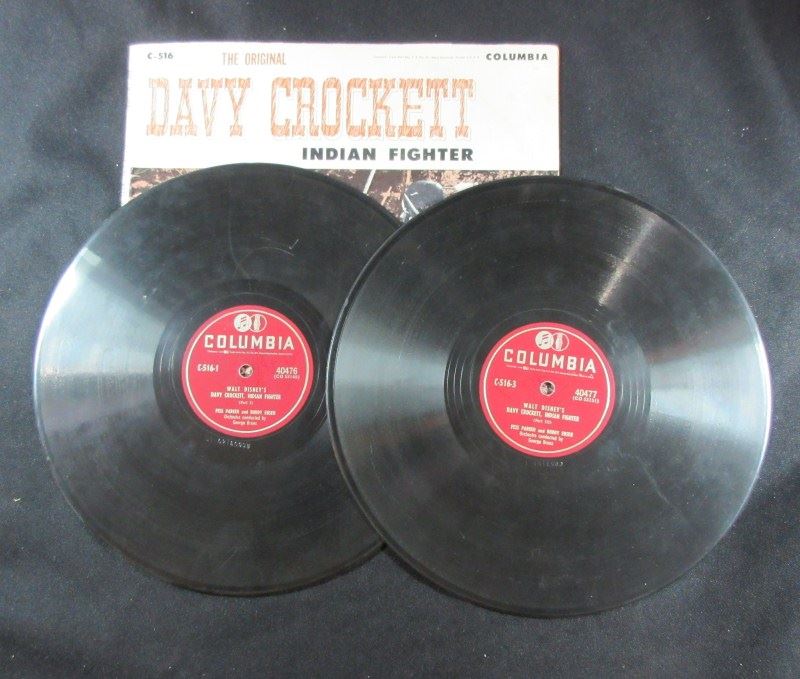 C-516 THE ORIGINAL COLUMBIA
DAVY CROCKETT
INDIAN FIGHTER
COLUMBIA
C-516-1 40476
WALT DISNEY'S
DAVY CROCKETT, INDIAN FIGHTER
FESS PARKER and BUDDY EBSEN
Orchestra conducted by
George Bruns
COLUMBIA
C-516-3 40477
WALT DISNEY'S
DAVY CROCKETT, INDIAN FIGHTER
(Part III)
FESS PARKER and BUDDY EBSEN
Orchestra conducted by
George Bruns